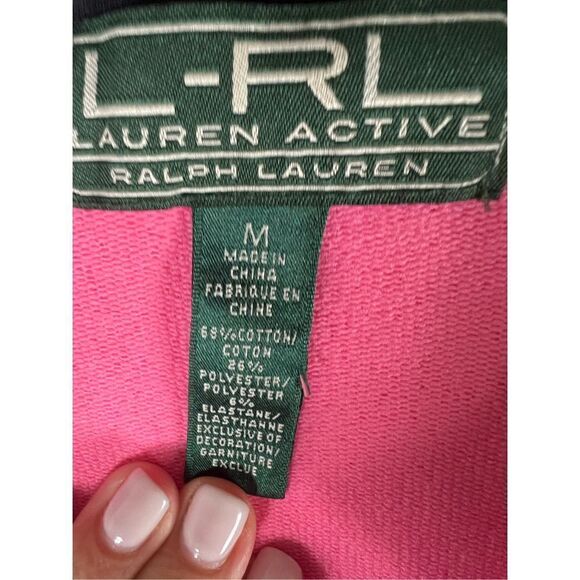 L-RL
LAUREN ACTIVE
RALPH LAUREN
M
MADE IN
CHINA
FABRIQUE EN
CHINE
68% COTTON/
COTON
26%
POLYESTER/
POLYESTER
6%
ELASTANE/
ELASTHANNE
EXCLUSIVE OF
DECORATION/
GARNITURE
EXCLUE